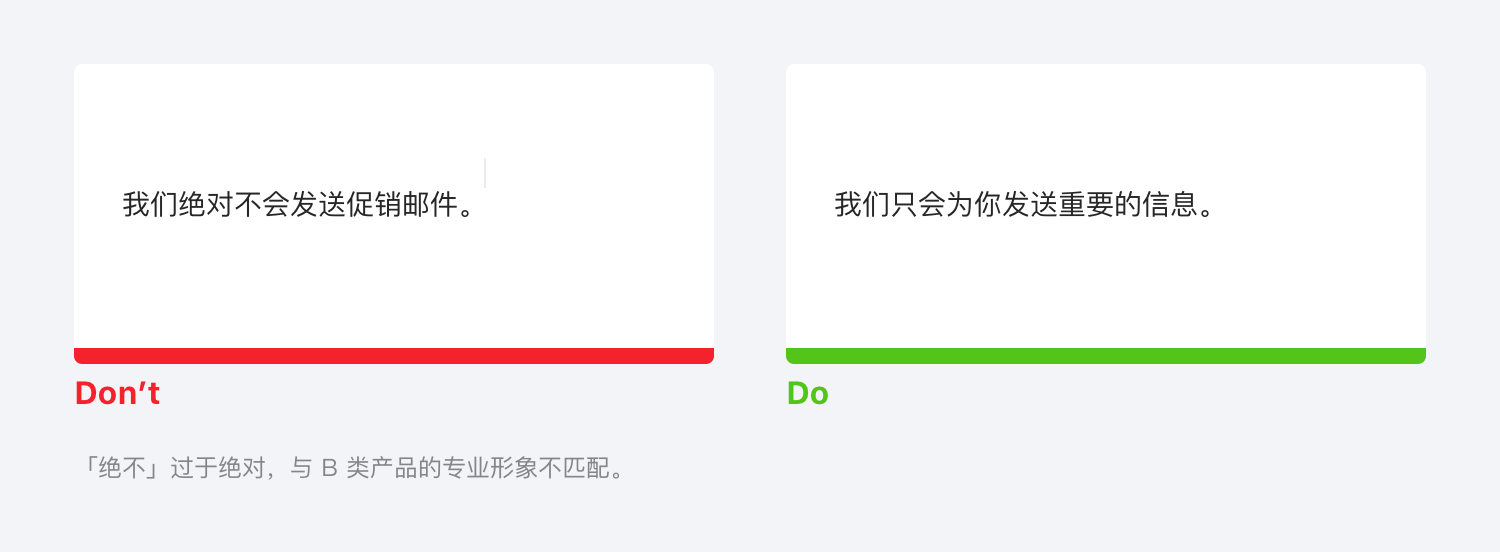 我们绝对不会发送促销邮件。
我们只会为你发送重要的信息。
Don’t
Do
「绝不」过于绝对，与 B 类产品的专业形象不匹配。